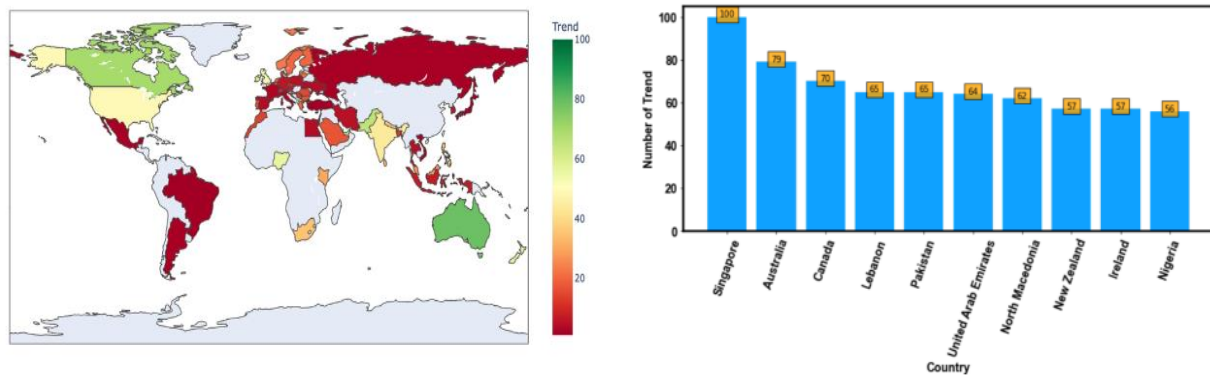 Trend
100
80
60
40
20
Number of Trend
100
80
60
40
20
0
100
79
70
65
65
64
62
57
57
56
Singapore
Australia
Canada
Lebanon
Pakistan
United Arab Emirates
North Macedonia
New Zealand
Ireland
Nigeria
Country